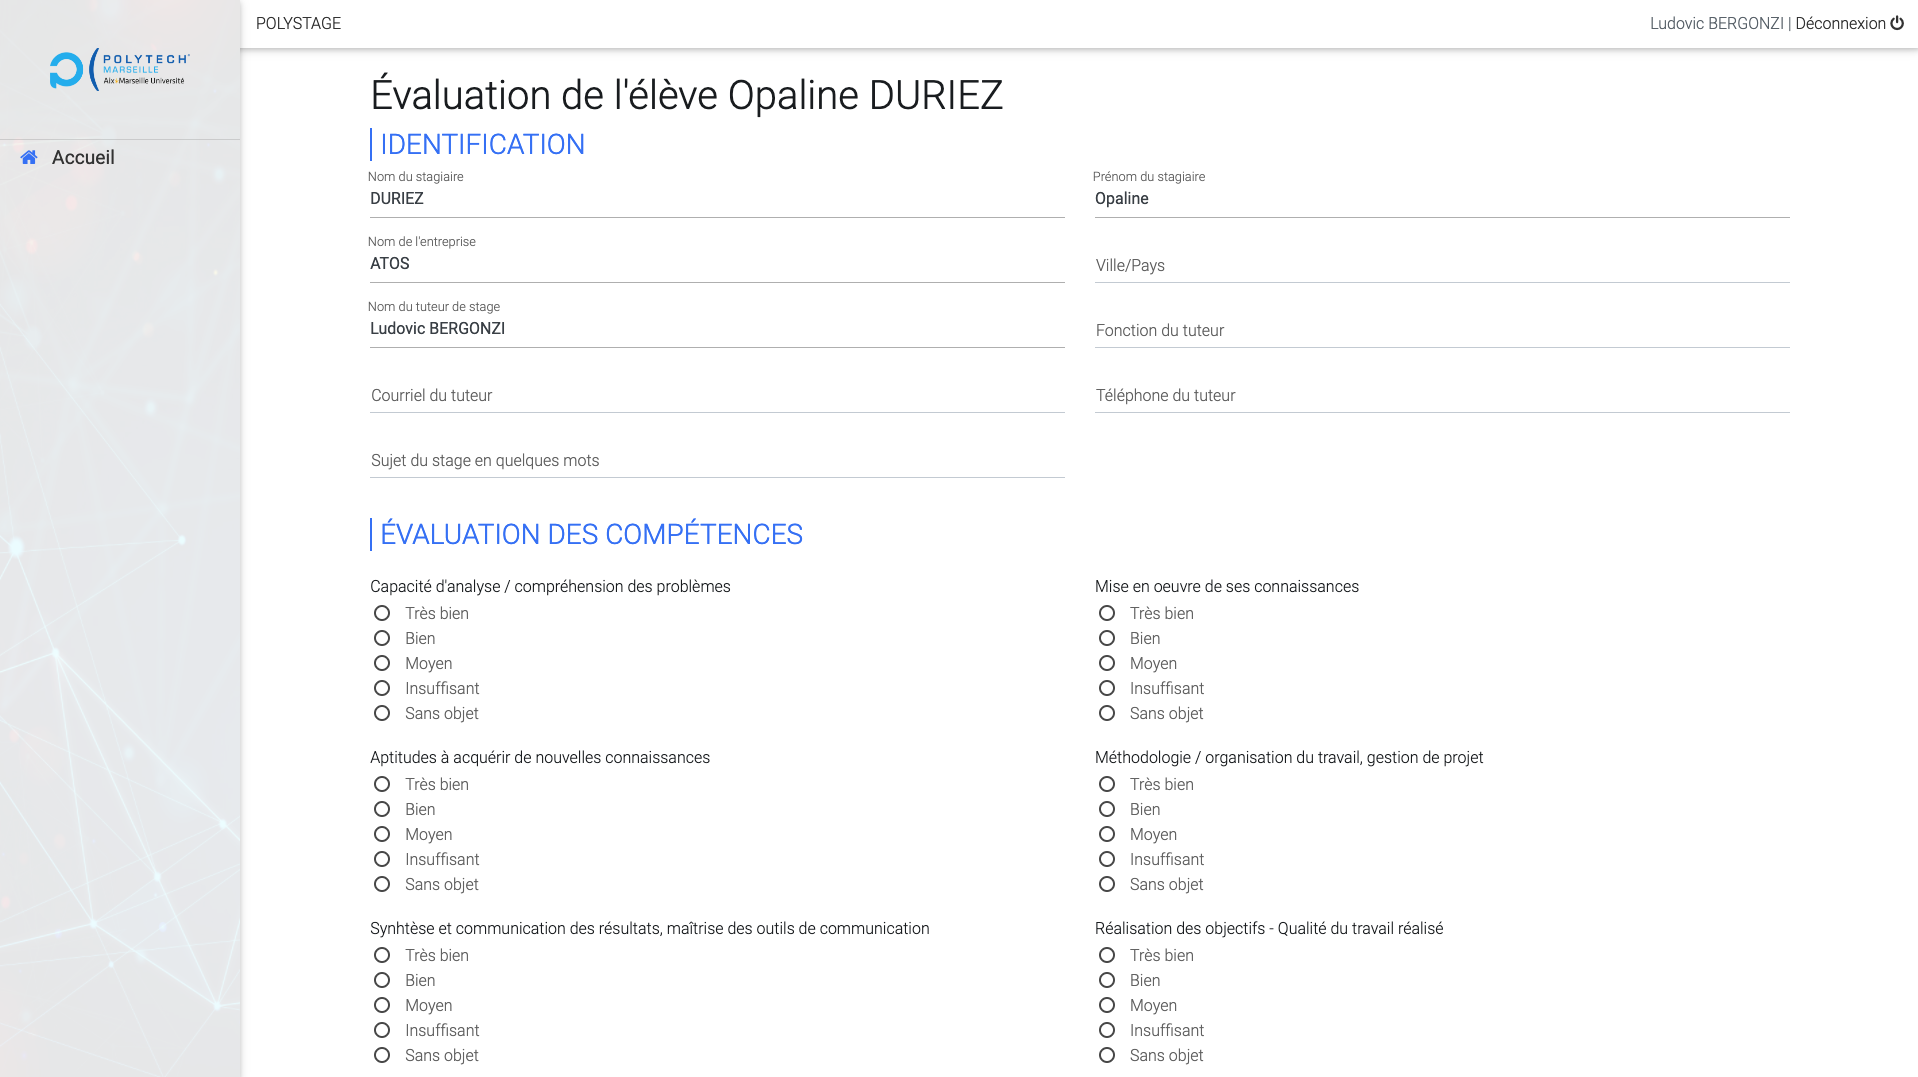 POLYSTAGE
Ludovic BERGONZI | Déconnexion
POLYTECH
MARSEILLE
Aix+Marseille Université
Accueil
Évaluation de l'élève Opaline DURIEZ
IDENTIFICATION
Nom du stagiaire
DURIEZ
Prénom du stagiaire
Opaline
Nom de l'entreprise
ATOS
Ville/Pays
Nom du tuteur de stage
Ludovic BERGONZI
Fonction du tuteur
Courriel du tuteur
Téléphone du tuteur
Sujet du stage en quelques mots
ÉVALUATION DES COMPÉTENCES
Capacité d'analyse / compréhension des problèmes
Très bien
Bien
Moyen
Insuffisant
Sans objet
Mise en oeuvre de ses connaissances
Très bien
Bien
Moyen
Insuffisant
Sans objet
Aptitudes à acquérir de nouvelles connaissances
Très bien
Bien
Moyen
Insuffisant
Sans objet
Méthodologie / organisation du travail, gestion de projet
Très bien
Bien
Moyen
Insuffisant
Sans objet
Synhtèse et communication des résultats, maîtrise des outils de communication
Très bien
Bien
Moyen
Insuffisant
Sans objet
Réalisation des objectifs - Qualité du travail réalisé
Très bien
Bien
Moyen
Insuffisant
Sans objet